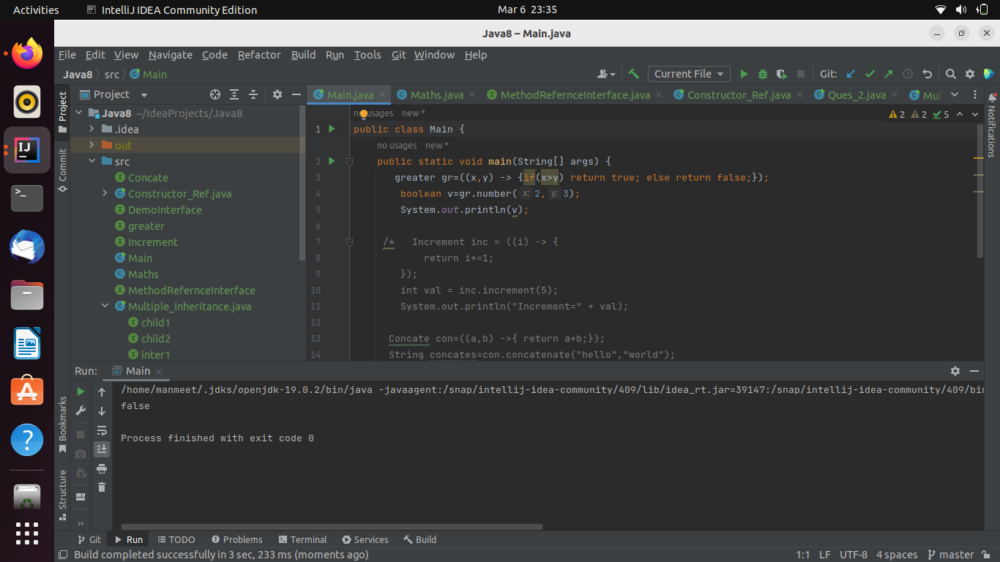 Activities IntelliJ IDEA Community Edition Mar 6 23:35
Java8 – Main.java
File Edit View Navigate Code Refactor Build Run Tools Git Window Help
Java8 src Main Current File Git:
Project Main.java Maths.java MethodRefernceInterface.java Constructor_Ref.java Ques_2.java Mul
Project
Commit
Bookmarks
Structure
Notifications
Java8 ~/IdeaProjects/Java8
.idea
out
src
Concate
Constructor_Ref.java
DemoInterface
greater
Increment
Main
Maths
MethodRefernceInterface
Multiple_Inheritance.java
child1
child2
inter1
usages new *
2 2 5
1 public class Main {
no usages new *
2 public static void main(String[] args) {
3 greater gr=((x,y) -> {if(x>y) return true; else return false;});
4 boolean v=gr.number( x: 2, y: 3);
5 System.out.println(v);
6
7 /* Increment inc = ((i) -> {
8 return i+=1;
9 });
10 int val = inc.increment(5);
11 System.out.println("Increment=" + val);
12
13 Concate con=((a,b) ->{ return a+b;});
14 String concates=con.concatenate("hello","world");
Run: Main
/home/manmeet/.jdks/openjdk-19.0.2/bin/java -javaagent:/snap/intellij-idea-community/409/lib/idea_rt.jar=39147:/snap/intellij-idea-community/409/bin
false
Process finished with exit code 0
Git Run TODO Problems Terminal Services Build
Build completed successfully in 3 sec, 233 ms (moments ago) 1:1 LF UTF-8 4 spaces master